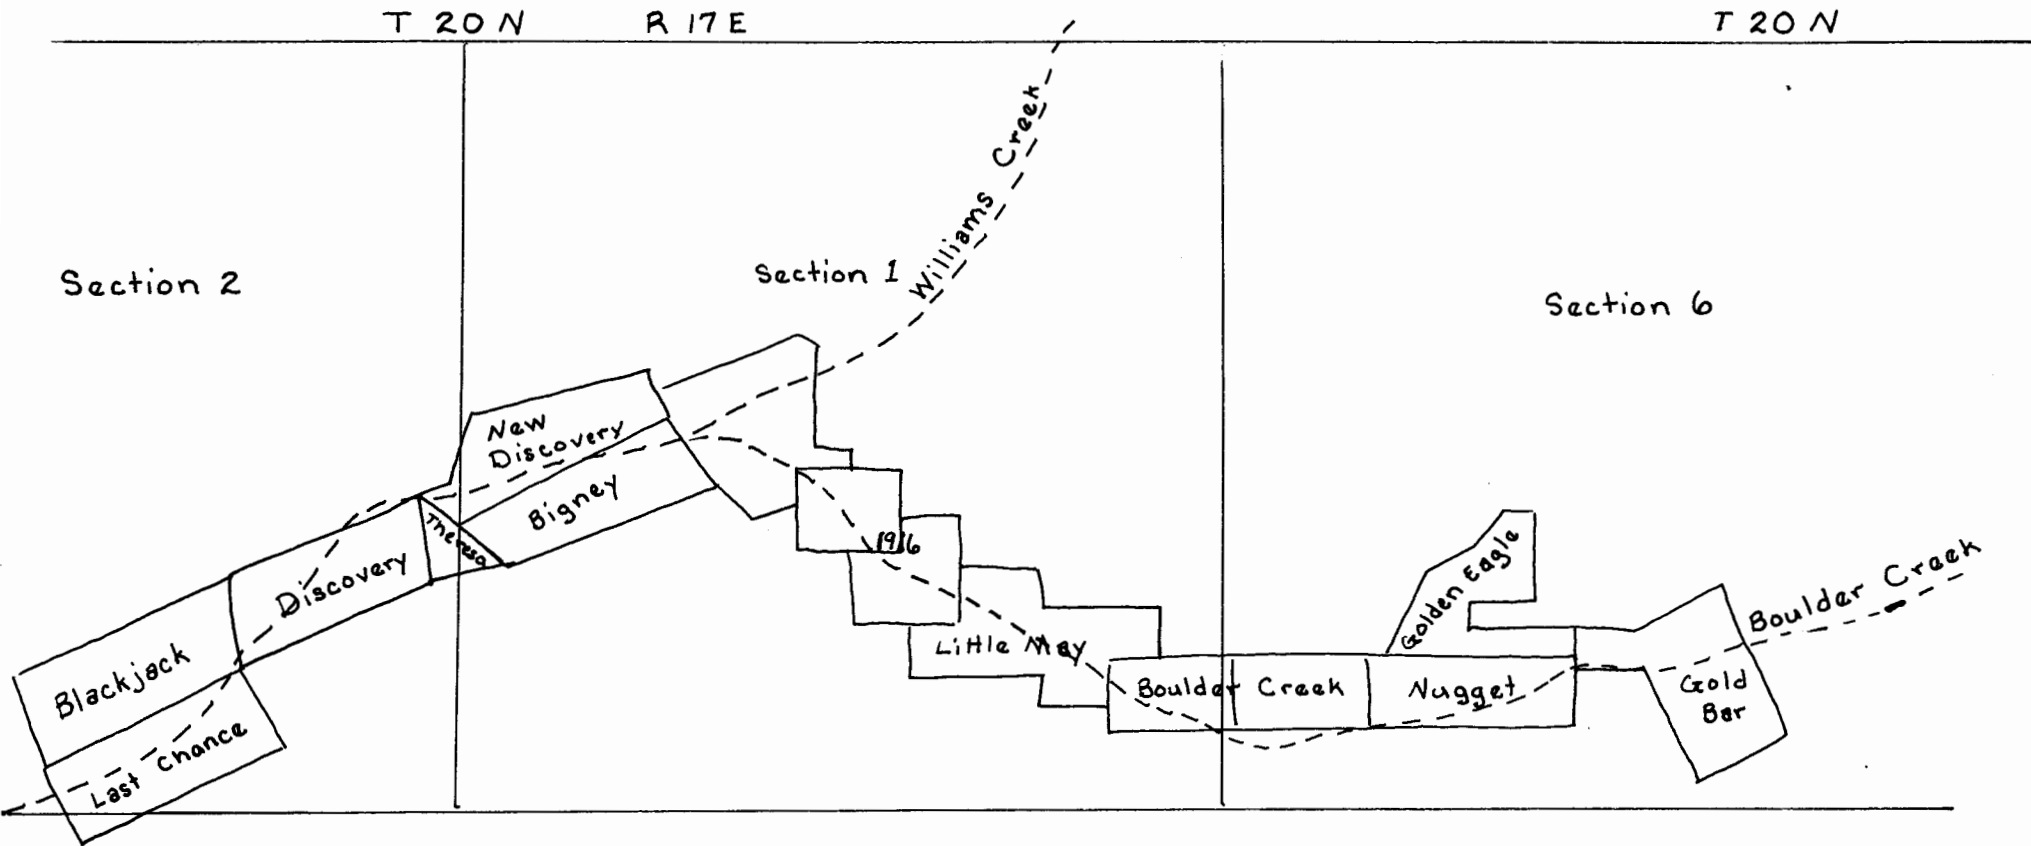 T 20 N R 17 E
T 20 N
Williams Creek
Section 2
Section 1
Section 6
New
Discovery
Bigney
Theresa
Discovery
Blackjack
Last Chance
1916
Little May
Boulder Creek
Nugget
Golden Eagle
Gold
Bar
Boulder Creek